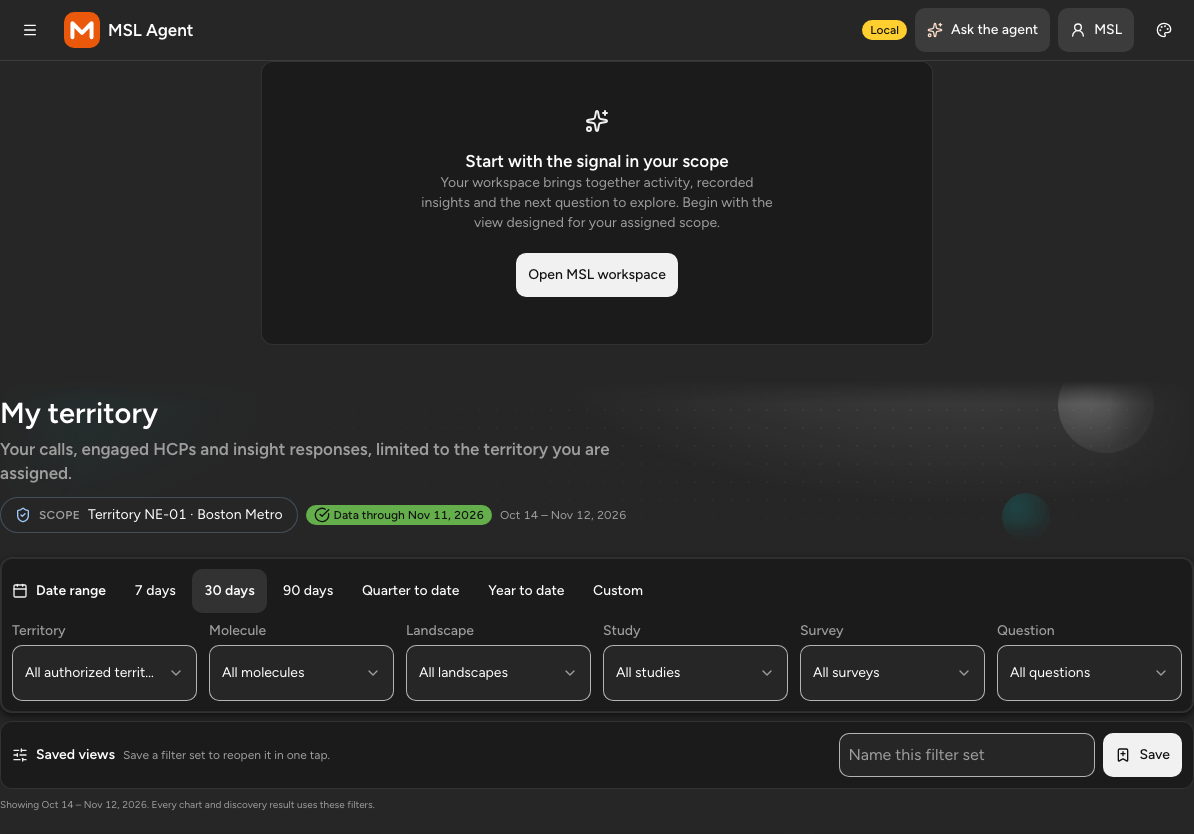 MSL Agent
Local
Ask the agent
MSL
Start with the signal in your scope
Your workspace brings together activity, recorded
insights and the next question to explore. Begin with the
view designed for your assigned scope.
Open MSL workspace
My territory
Your calls, engaged HCPs and insight responses, limited to the territory you are
assigned.
SCOPE Territory NE-01 · Boston Metro
Data through Nov 11, 2026
Oct 14 – Nov 12, 2026
Date range
7 days
30 days
90 days
Quarter to date
Year to date
Custom
Territory
Molecule
Landscape
Study
Survey
Question
All authorized territ...
All molecules
All landscapes
All studies
All surveys
All questions
Saved views Save a filter set to reopen it in one tap.
Name this filter set
Save
Showing Oct 14 – Nov 12, 2026. Every chart and discovery result uses these filters.